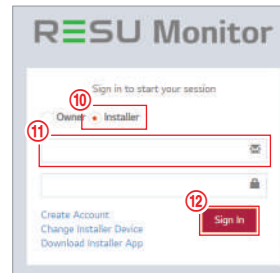 RESU Monitor
Sign in to start your session
⑩
Owner Installer
⑪
⑫
Sign In
Create Account
Change Installer Device
Download Installer App